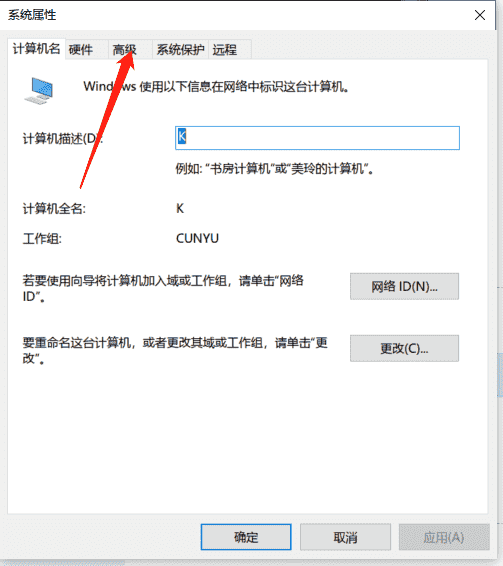 系统属性
计算机名 硬件 高级 系统保护 远程
Windows 使用以下信息在网络中标识这台计算机。
计算机描述(D):
K
例如: “书房计算机”或“美玲的计算机”。
计算机全名: K
工作组: CUNYU
若要使用向导将计算机加入域或工作组，请单击“网络
ID”。
网络 ID(N)...
要重命名这台计算机，或者更改其域或工作组，请单击“更
改”。
更改(C)...
确定 取消 应用(A)